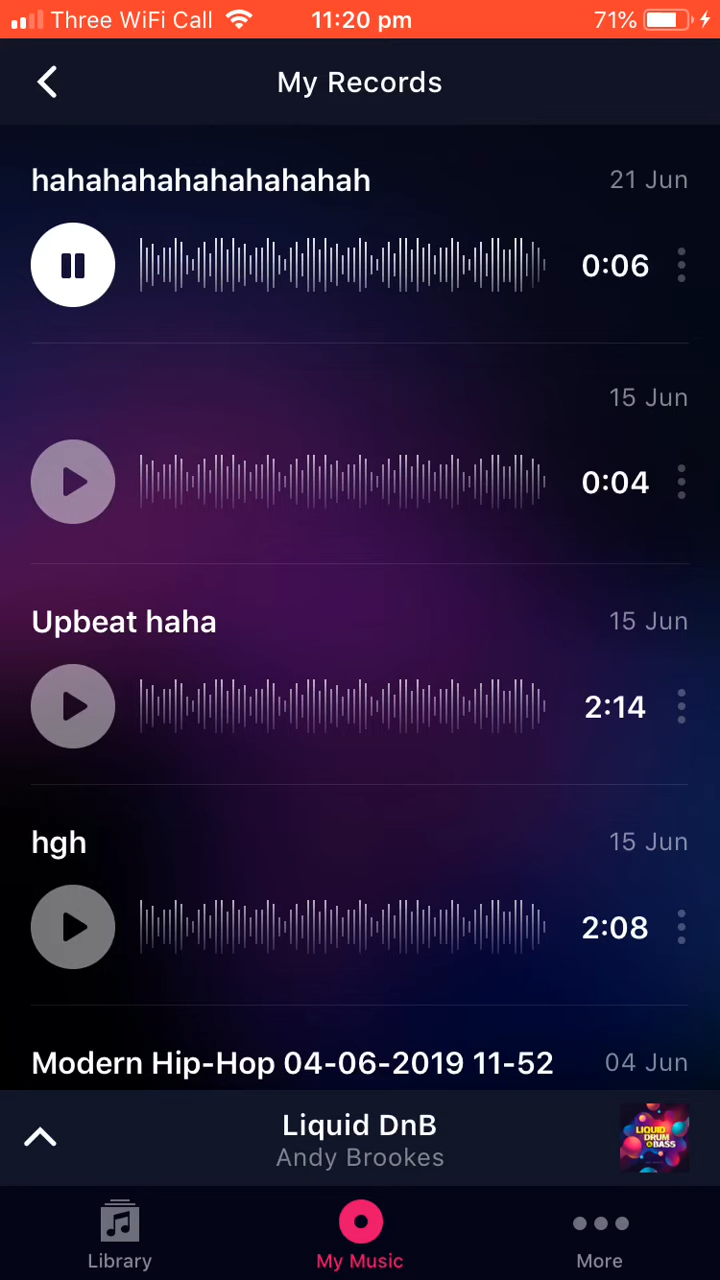 Three WiFi Call 11:20 pm 71%
My Records
hahahahahahahahahah 21 Jun
0:06
15 Jun
0:04
Upbeat haha 15 Jun
2:14
hgh 15 Jun
2:08
Modern Hip-Hop 04-06-2019 11-52 04 Jun
Liquid DnB
Andy Brookes
LIQUID
DRUM
&BASS
Library My Music More